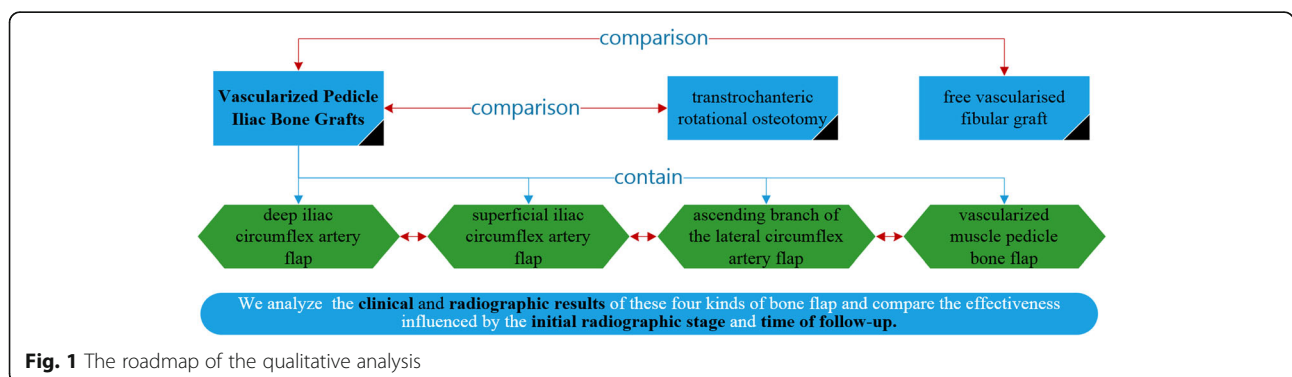 comparison
Vascularized Pedicle
Iliac Bone Grafts
comparison
transtrochanteric
rotational osteotomy
free vascularised
fibular graft
contain
deep iliac
circumflex artery
flap
superficial iliac
circumflex artery
flap
ascending branch of
the lateral circumflex
artery flap
vascularized
muscle pedicle
bone flap
We analyze the clinical and radiographic results of these four kinds of bone flap and compare the effectiveness
influenced by the initial radiographic stage and time of follow-up.
Fig. 1 The roadmap of the qualitative analysis